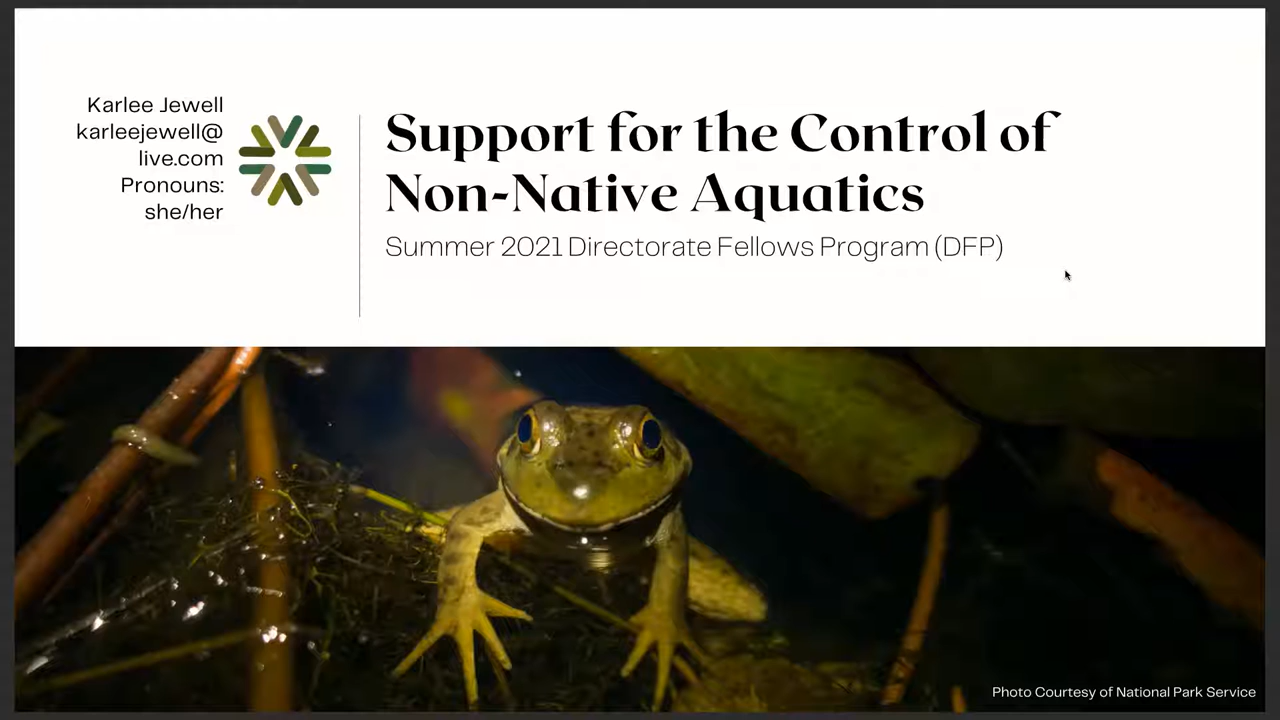 Karlee Jewell
karleejewell@
live.com
Pronouns:
she/her
Support for the Control of
Non-Native Aquatics
Summer 2021 Directorate Fellows Program (DFP)
Photo Courtesy of National Park Service